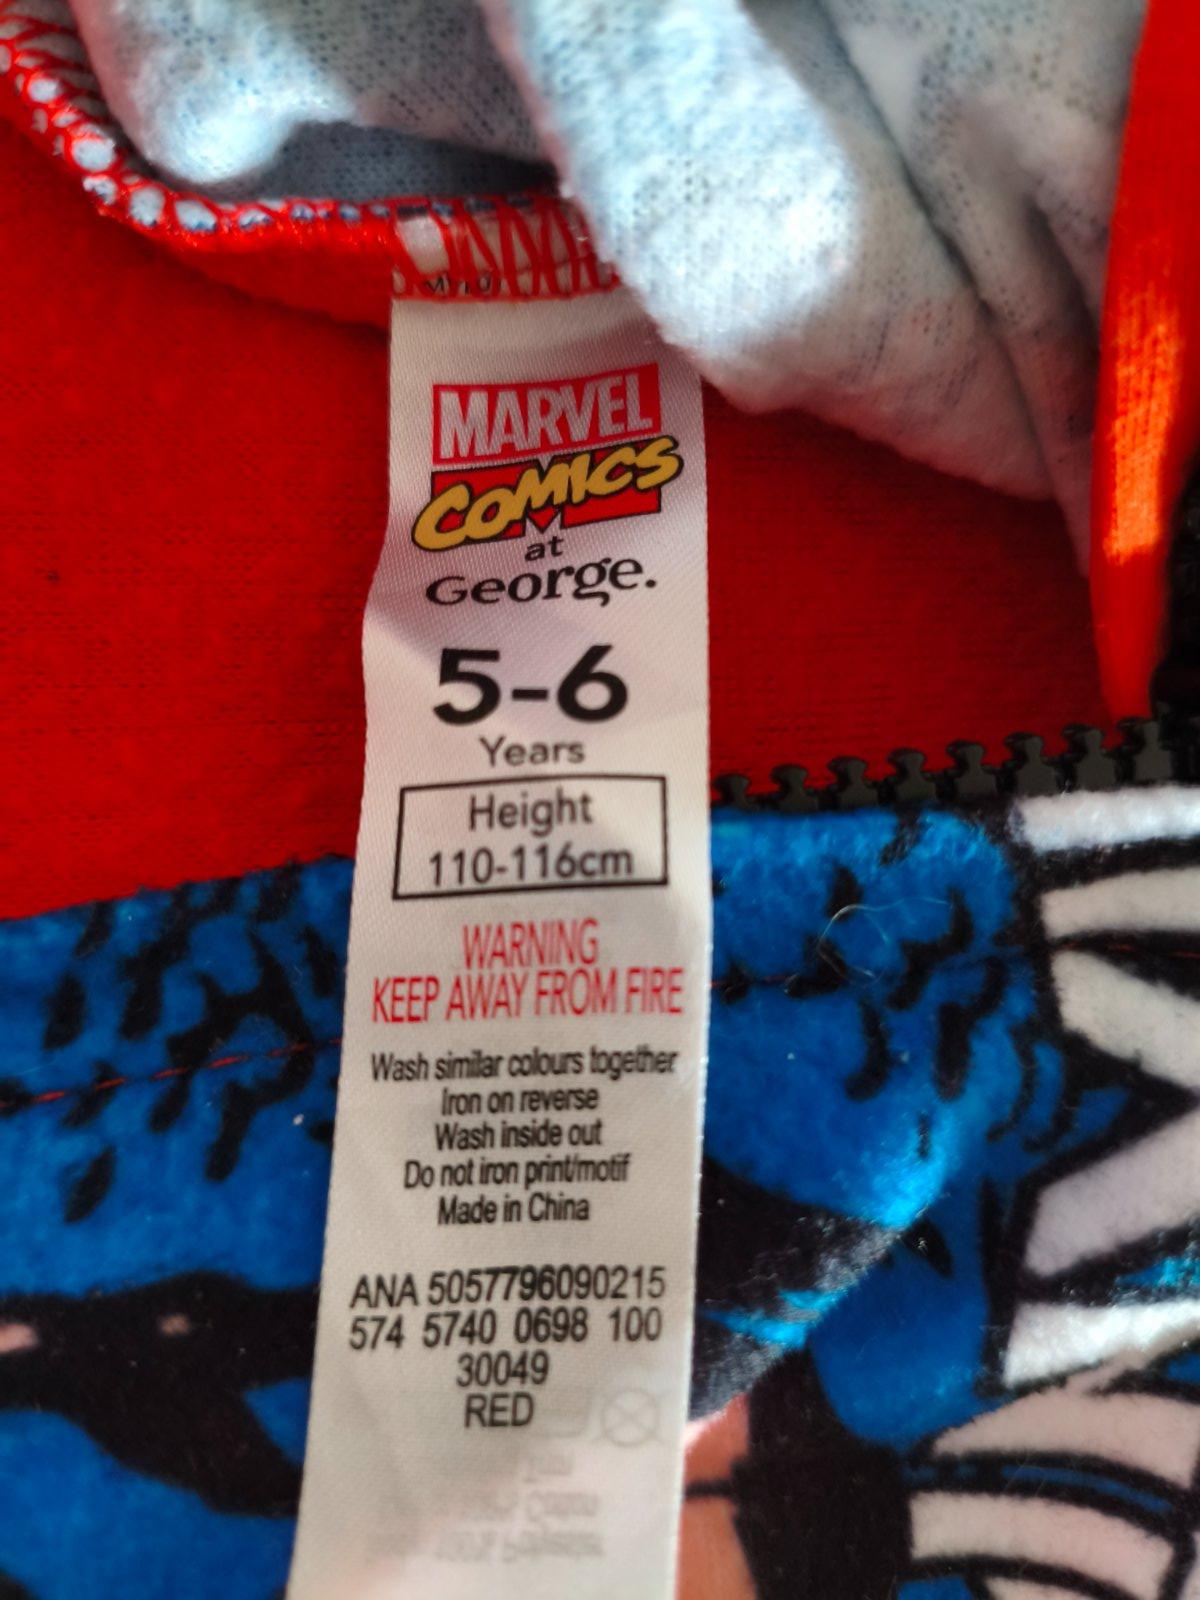 MARVEL
COMICS
at
George.
5-6
Years
Height
110-116cm
WARNING
KEEP AWAY FROM FIRE
Wash similar colours together
Iron on reverse
Wash inside out
Do not iron print/motif
Made in China
ANA 5057796090215
574 5740 0698 100
30049
RED